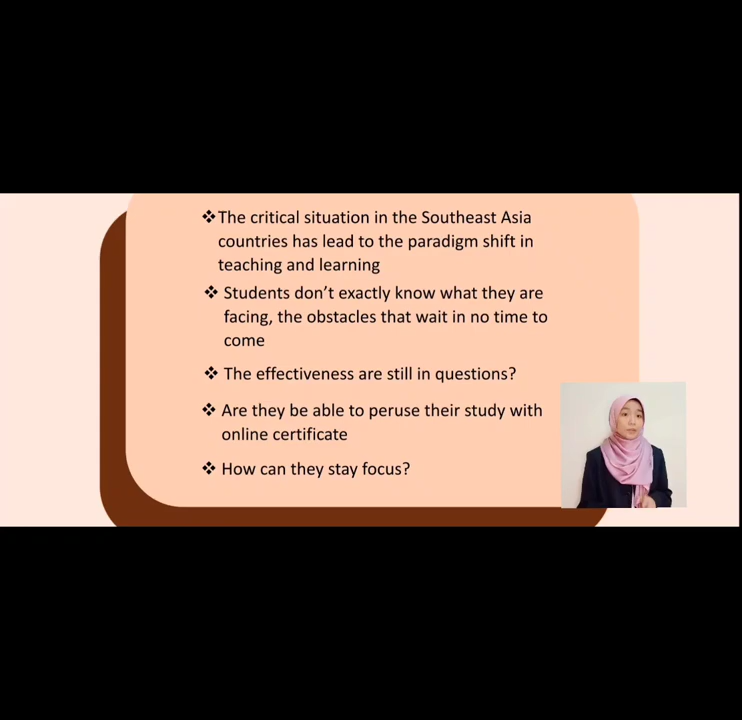 ❖The critical situation in the Southeast Asia
countries has lead to the paradigm shift in
teaching and learning
❖ Students don't exactly know what they are
facing, the obstacles that wait in no time to
come
❖ The effectiveness are still in questions?
❖ Are they be able to peruse their study with
online certificate
❖ How can they stay focus?